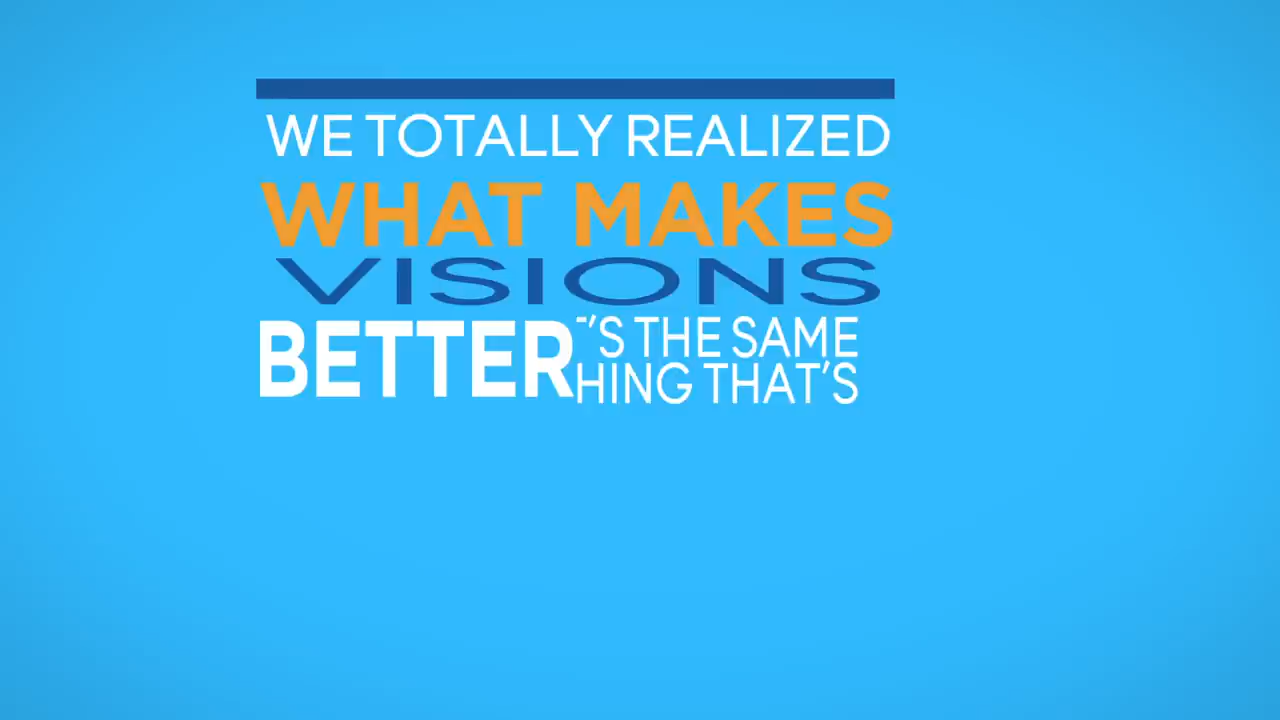 WE TOTALLY REALIZED
WHAT MAKES
VISIONS
BETTER
'S THE SAME
HING THAT'S